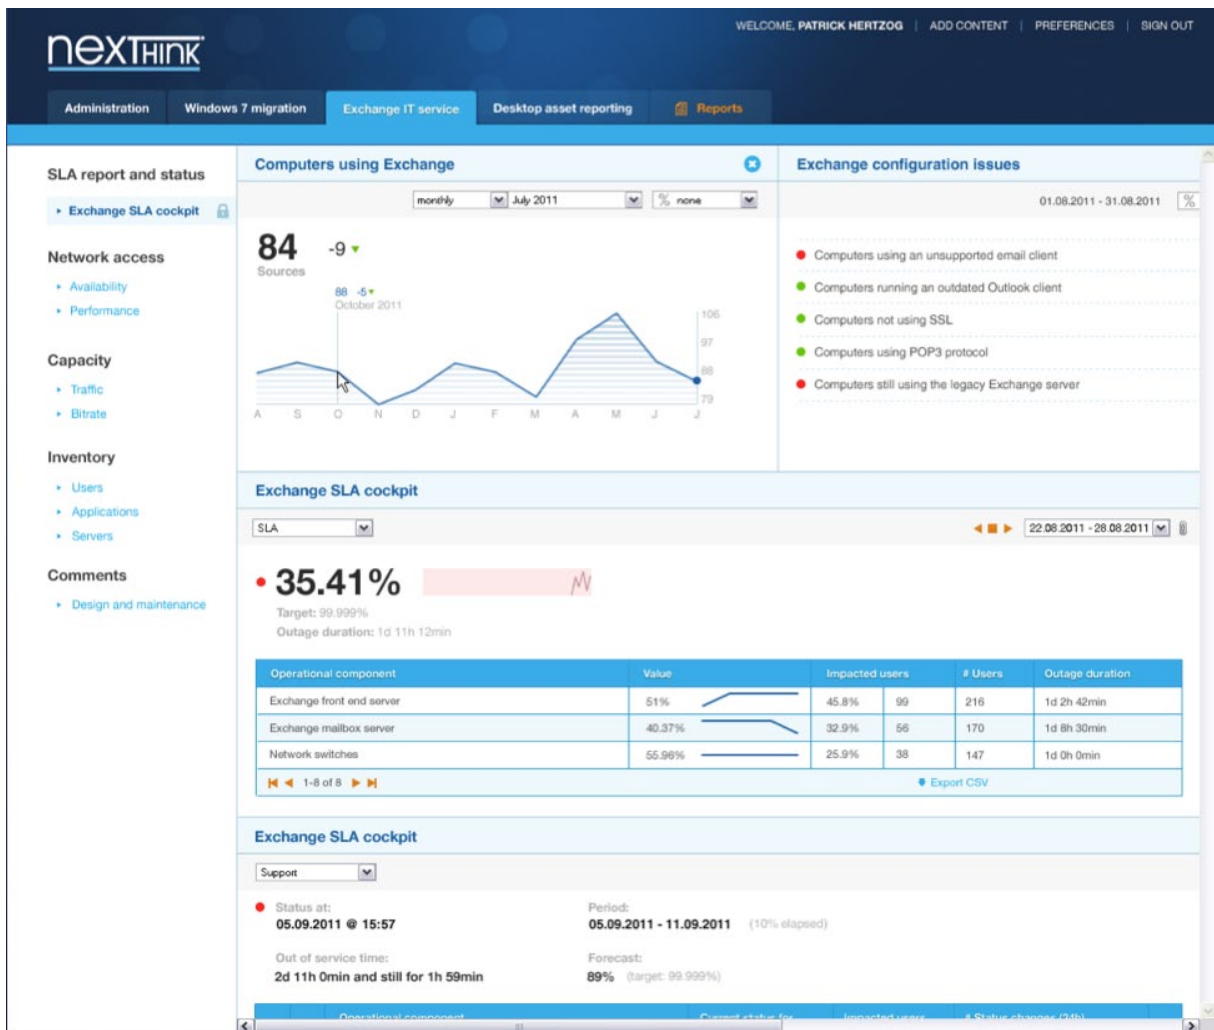 WELCOME, PATRICK HERTZOG | ADD CONTENT | PREFERENCES | SIGN OUT
nexthink
Administration Windows 7 migration Exchange IT service Desktop asset reporting Reports
SLA report and status
Exchange SLA cockpit
Network access
Availability
Performance
Capacity
Traffic
Bitrate
Inventory
Users
Applications
Servers
Comments
Design and maintenance
Computers using Exchange
monthly July 2011 % none
84 -9
Sources
88 -5
October 2011
106
97
88
79
A S O N D J F M A M J J
Exchange configuration issues
01.08.2011 - 31.08.2011 %
Computers using an unsupported email client
Computers running an outdated Outlook client
Computers not using SSL
Computers using POP3 protocol
Computers still using the legacy Exchange server
Exchange SLA cockpit
SLA 22.08.2011 - 28.08.2011
35.41%
Target: 99.999%
Outage duration: 1d 11h 12min
Operational component Value Impacted users # Users Outage duration
Exchange front end server 51% 45.8% 99 216 1d 2h 42min
Exchange mailbox server 40.37% 32.9% 56 170 1d 8h 30min
Network switches 55.96% 25.9% 38 147 1d 0h 0min
1-8 of 8 Export CSV
Exchange SLA cockpit
Support
Status at: Period:
05.09.2011 @ 15:57 05.09.2011 - 11.09.2011 (10% elapsed)
Out of service time: Forecast:
2d 11h 0min and still for 1h 59min 89% (target: 99.999%)
Operational component Current status for Impacted users # Status changes (24h)